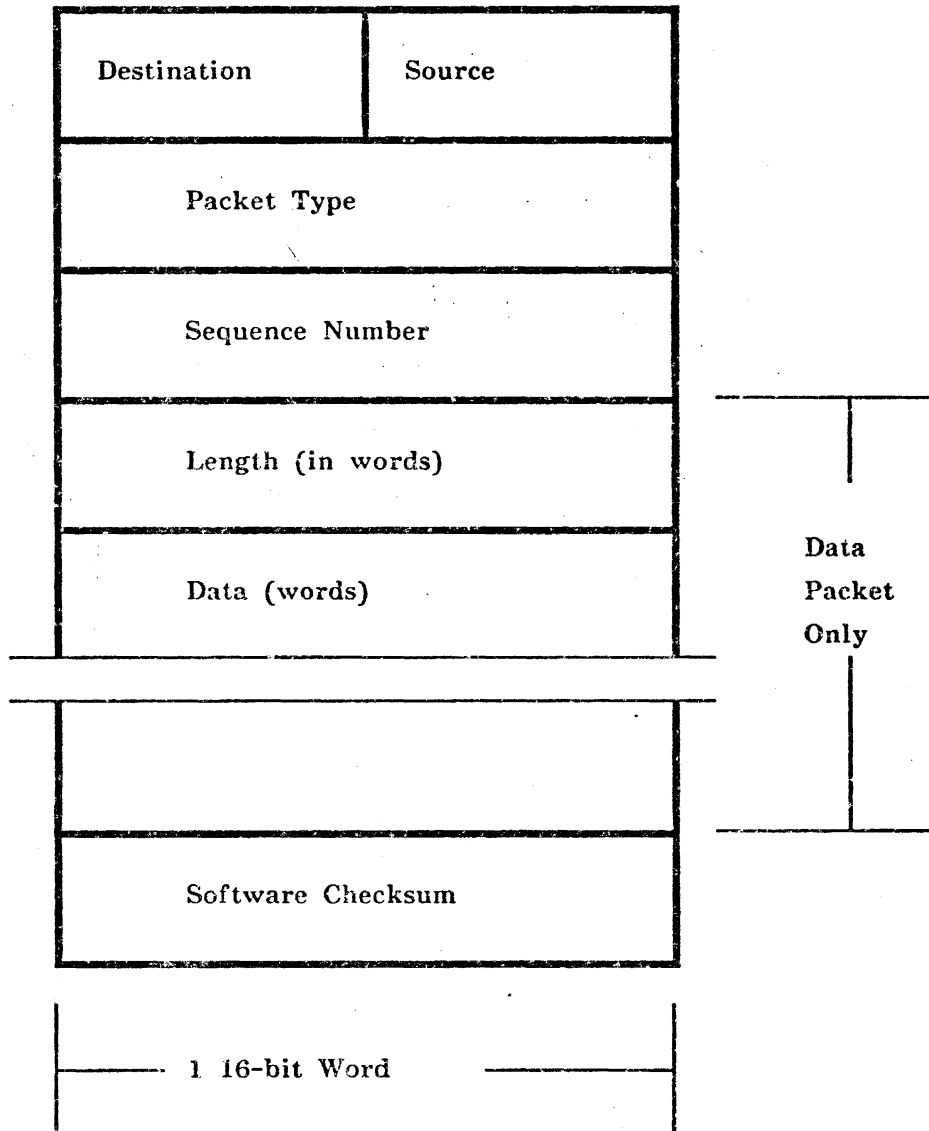 Destination Source
Packet Type
Sequence Number
Length (in words)
Data (words)
Data
Packet
Only
Software Checksum
1 16-bit Word